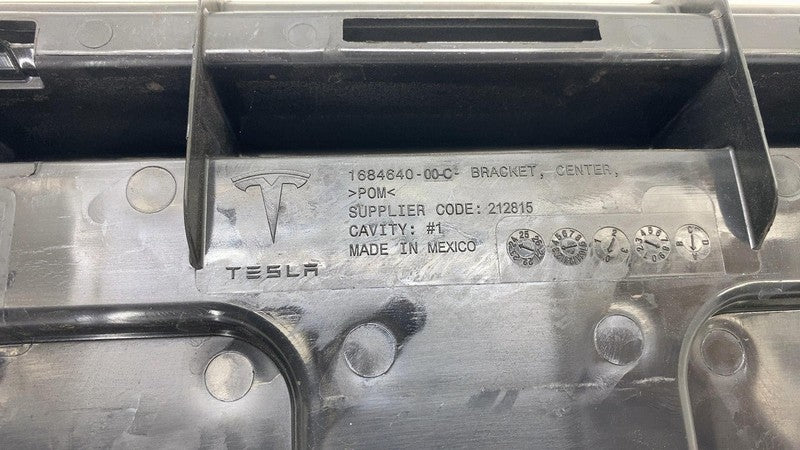 1684640-00-C- BRACKET, CENTER,
>POM<
SUPPLIER CODE: 212815
CAVITY: #1
MADE IN MEXICO
TESLA